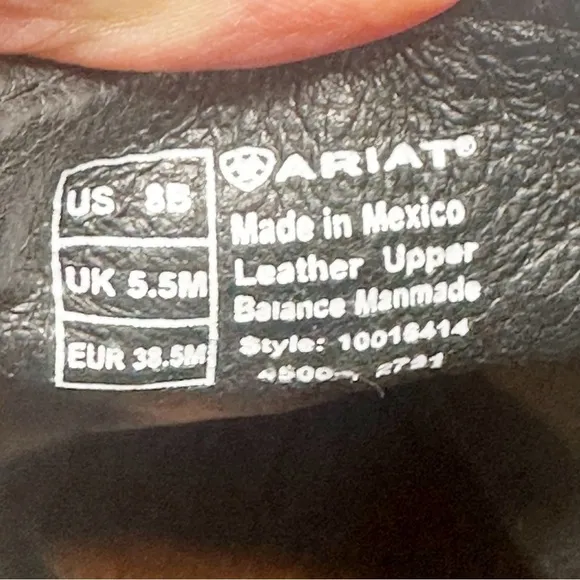 US 8B
UK 5.5M
EUR 38.5M
ARIAT®
Made in Mexico
Leather Upper
Balance Manmade
Style: 10016414